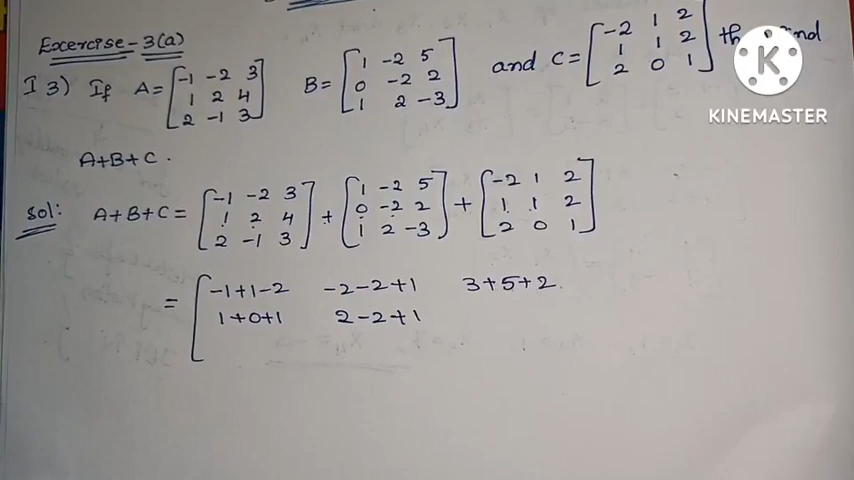 Excercise-3(a)
I 3) If A = [-1 -2 3
1 2 4
2 -1 3] B = [1 -2 5
0 -2 2
1 2 -3] and C = [-2 1 2
1 1 2
2 0 1]
A+B+C.
Sol: A+B+C = [-1 -2 3
1 2 4
2 -1 3] + [1 -2 5
0 -2 2
1 2 -3] + [-2 1 2
1 1 2
2 0 1]
= [-1+1-2 -2-2+1 3+5+2
1+0+1 2-2+1
KINEMASTER